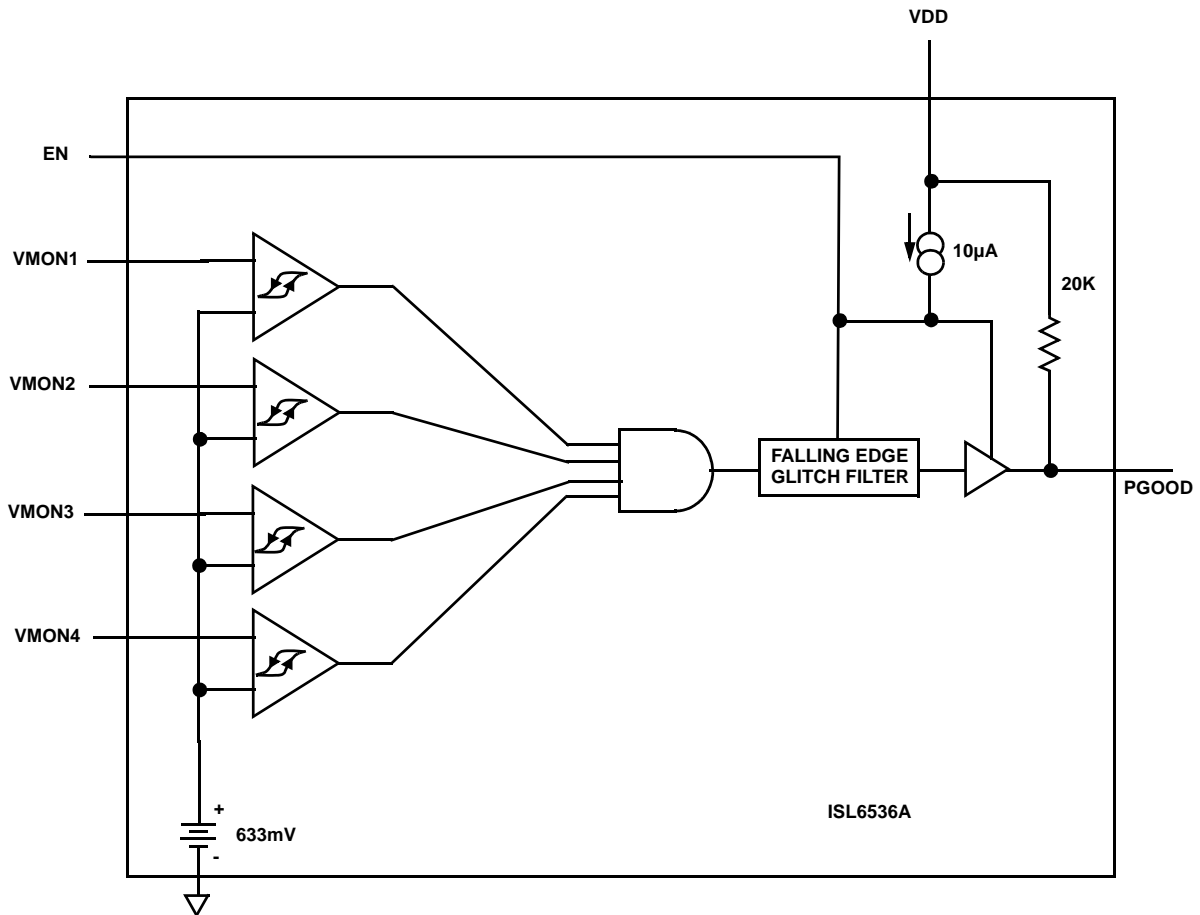 VDD
EN
VMON1
10µA
20K
VMON2
FALLING EDGE
GLITCH FILTER
PGOOD
VMON3
VMON4
ISL6536A
+
633mV
-